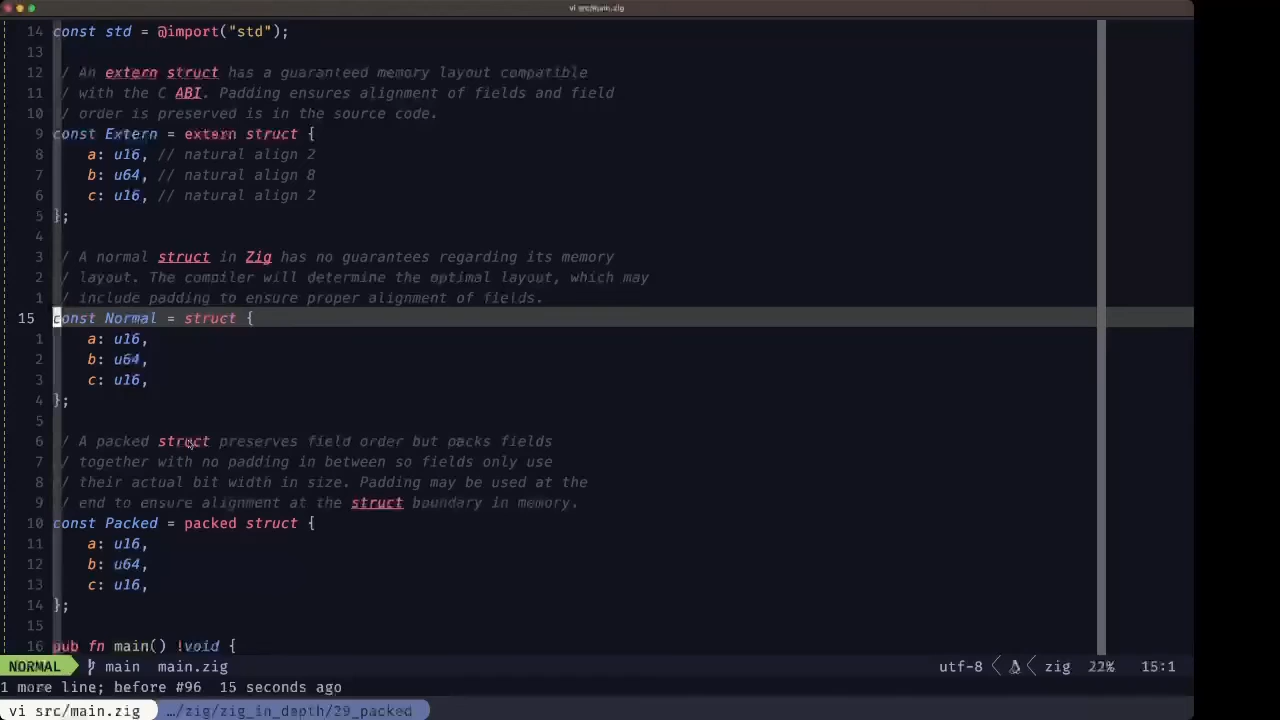 vi src/main.zig
14 const std = @import("std");
13
12 / An extern struct has a guaranteed memory layout compatible
11 / with the C ABI. Padding ensures alignment of fields and field
10 / order is preserved is in the source code.
9 const Extern = extern struct {
8 a: u16, // natural align 2
7 b: u64, // natural align 8
6 c: u16, // natural align 2
5 };
4
3 / A normal struct in Zig has no guarantees regarding its memory
2 / layout. The compiler will determine the optimal layout, which may
1 / include padding to ensure proper alignment of fields.
15 const Normal = struct {
1 a: u16,
2 b: u64,
3 c: u16,
4 };
5
6 / A packed struct preserves field order but packs fields
7 / together with no padding in between so fields only use
8 / their actual bit width in size. Padding may be used at the
9 / end to ensure alignment at the struct boundary in memory.
10 const Packed = packed struct {
11 a: u16,
12 b: u64,
13 c: u16,
14 };
15
16 pub fn main() !void {
NORMAL main main.zig utf-8 zig 22% 15:1
1 more line; before #96 15 seconds ago
vi src/main.zig …/zig/zig_in_depth/29_packed